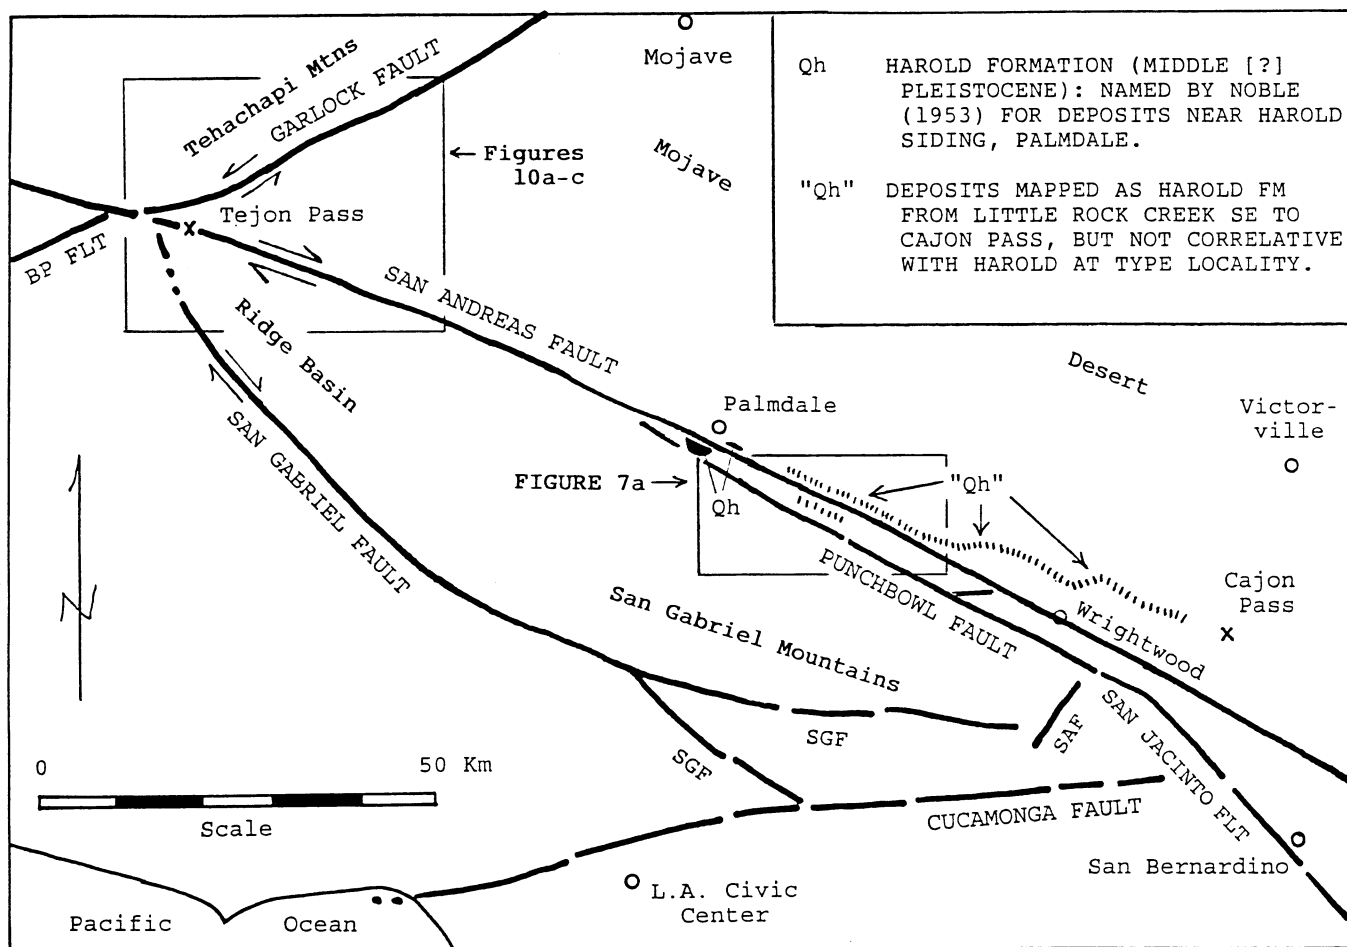 Mojave
Qh HAROLD FORMATION (MIDDLE [?]
PLEISTOCENE): NAMED BY NOBLE
(1953) FOR DEPOSITS NEAR HAROLD
SIDING, PALMDALE.
"Qh" DEPOSITS MAPPED AS HAROLD FM
FROM LITTLE ROCK CREEK SE TO
CAJON PASS, BUT NOT CORRELATIVE
WITH HAROLD AT TYPE LOCALITY.
Tehachapi Mtns
GARLOCK FAULT
Figures
10a-c
Mojave
Tejon Pass
BP FLT
SAN ANDREAS FAULT
Ridge Basin
Desert
Palmdale
Victor-
ville
SAN GABRIEL FAULT
FIGURE 7a
Qh
"Qh"
PUNCHBOWL FAULT
Cajon
Pass
San Gabriel Mountains
Wrightwood
N
SGF
SGF
SAF
SAN JACINTO FLT
0 50 Km
Scale
CUCAMONGA FAULT
San Bernardino
L.A. Civic
Center
Pacific Ocean